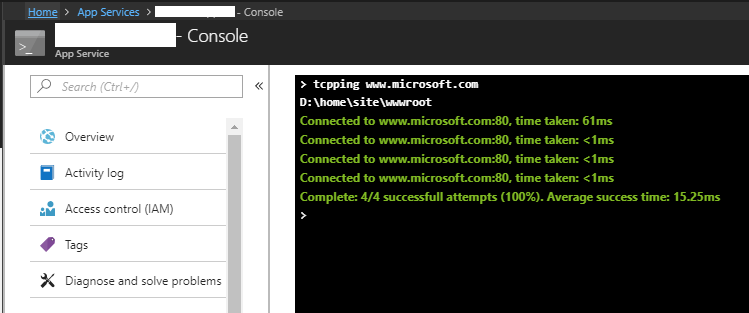 Home > App Services > - Console
- Console
App Service
Search (Ctrl+/)
«
Overview
Activity log
Access control (IAM)
Tags
Diagnose and solve problems
> tcpping www.microsoft.com
D:\home\site\wwwroot
Connected to www.microsoft.com:80, time taken: 61ms
Connected to www.microsoft.com:80, time taken: <1ms
Connected to www.microsoft.com:80, time taken: <1ms
Connected to www.microsoft.com:80, time taken: <1ms
Complete: 4/4 successfull attempts (100%). Average success time: 15.25ms
>